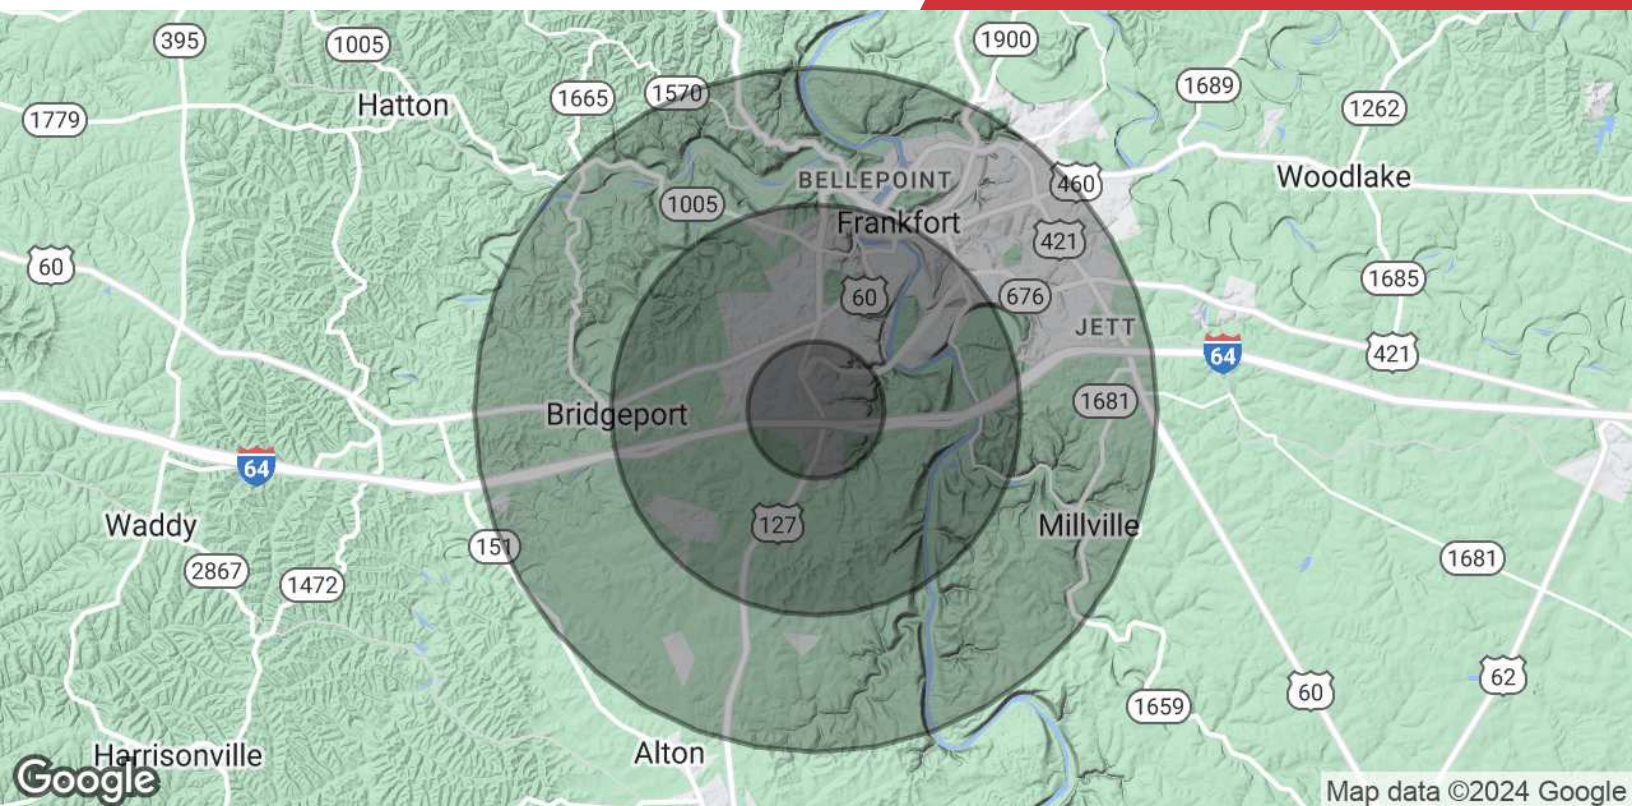 395
1005
1900
1665
1570
1689
Hatton
1262
1779
BELLEPOINT
460
Woodlake
1005
Frankfort
421
60
1685
60
676
JETT
64
421
1681
Bridgeport
64
Waddy
127
Millville
151
1681
2867
1472
62
60
1659
Harrisonville
Alton
Google
Map data ©2024 Google